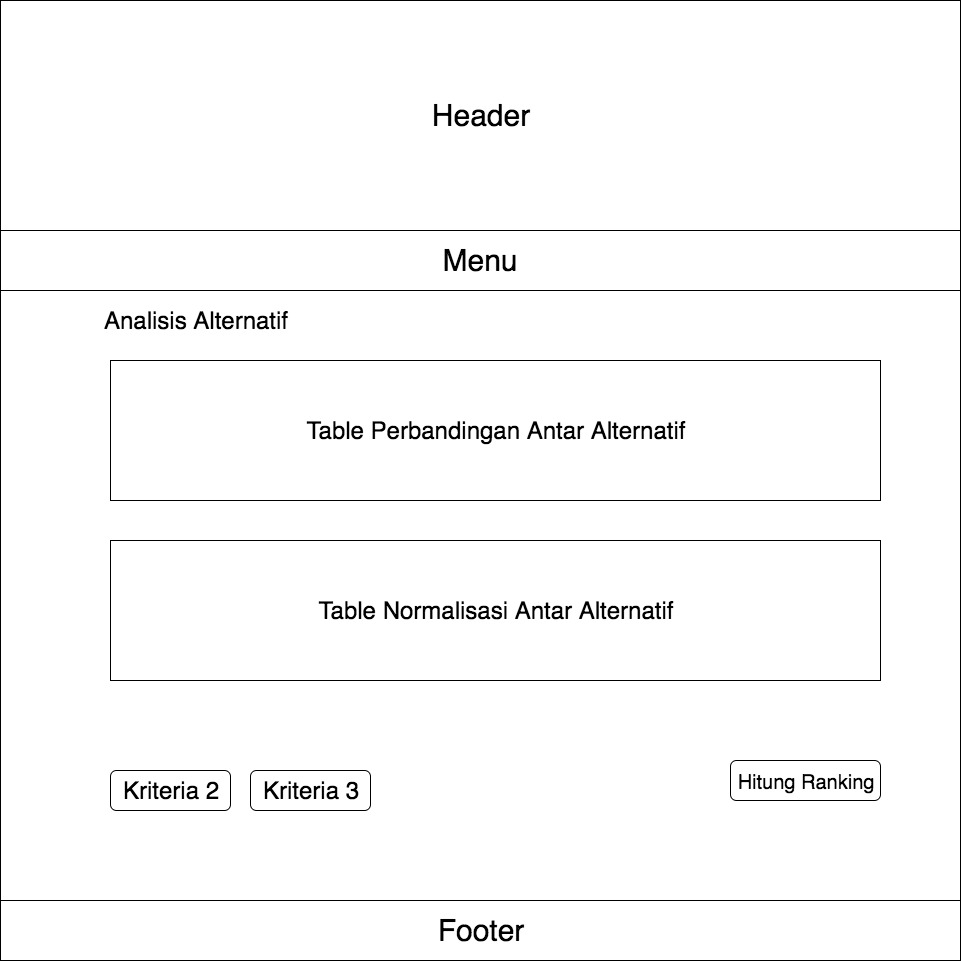 Header
Menu
Analisis Alternatif
Table Perbandingan Antar Alternatif
Table Normalisasi Antar Alternatif
Kriteria 2
Kriteria 3
Hitung Ranking
Footer